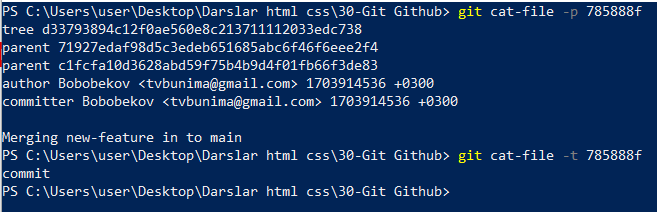 PS C:\Users\user\Desktop\Darslar html css\30-Git Github> git cat-file -p 785888f
tree d33793894c12f0ae560e8c213711112033edc738
parent 71927edaf98d5c3edeb651685abc6f46f6eee2f4
parent c1fcfa10d3628abd59f75b4b9d4f01fb66f3de83
author Bobobekov <tvbunima@gmail.com> 1703914536 +0300
committer Bobobekov <tvbunima@gmail.com> 1703914536 +0300
Merging new-feature in to main
PS C:\Users\user\Desktop\Darslar html css\30-Git Github> git cat-file -t 785888f
commit
PS C:\Users\user\Desktop\Darslar html css\30-Git Github>